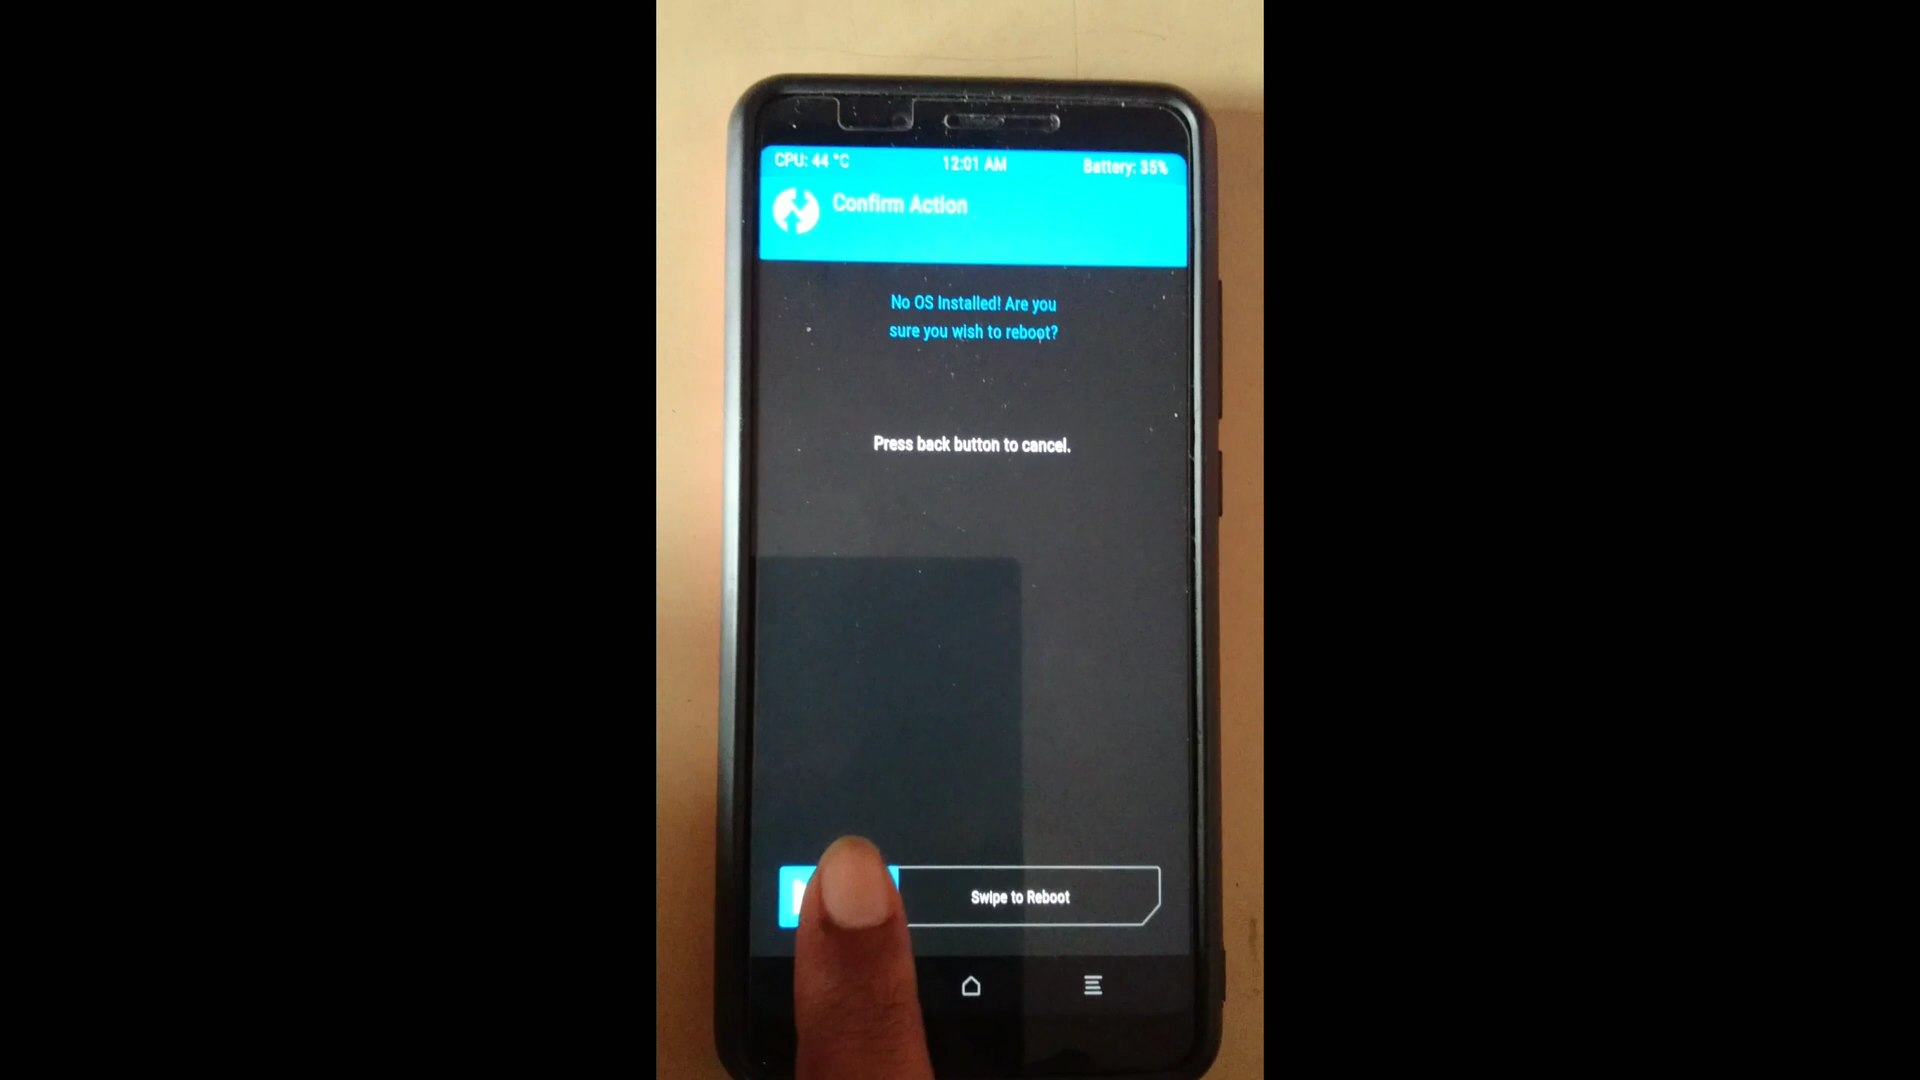 CPU: 44 °C 12:01 AM Battery: 35%
Confirm Action
No OS Installed! Are you
sure you wish to reboot?
Press back button to cancel.
Swipe to Reboot